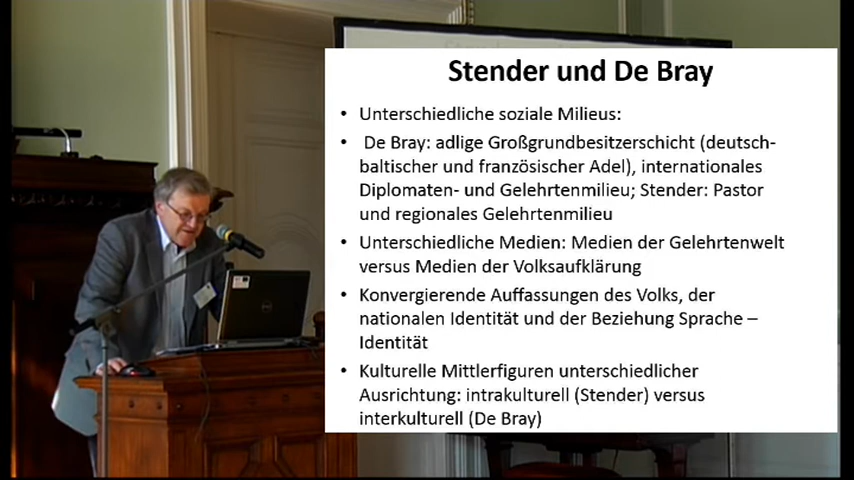 Stender und De Bray
• Unterschiedliche soziale Milieus:
• De Bray: adlige Großgrundbesitzerschicht (deutsch-
baltischer und französischer Adel), internationales
Diplomaten- und Gelehrtenmilieu; Stender: Pastor
und regionales Gelehrtenmilieu
• Unterschiedliche Medien: Medien der Gelehrtenwelt
versus Medien der Volksaufklärung
• Konvergierende Auffassungen des Volks, der
nationalen Identität und der Beziehung Sprache –
Identität
• Kulturelle Mittlerfiguren unterschiedlicher
Ausrichtung: intrakulturell (Stender) versus
interkulturell (De Bray)